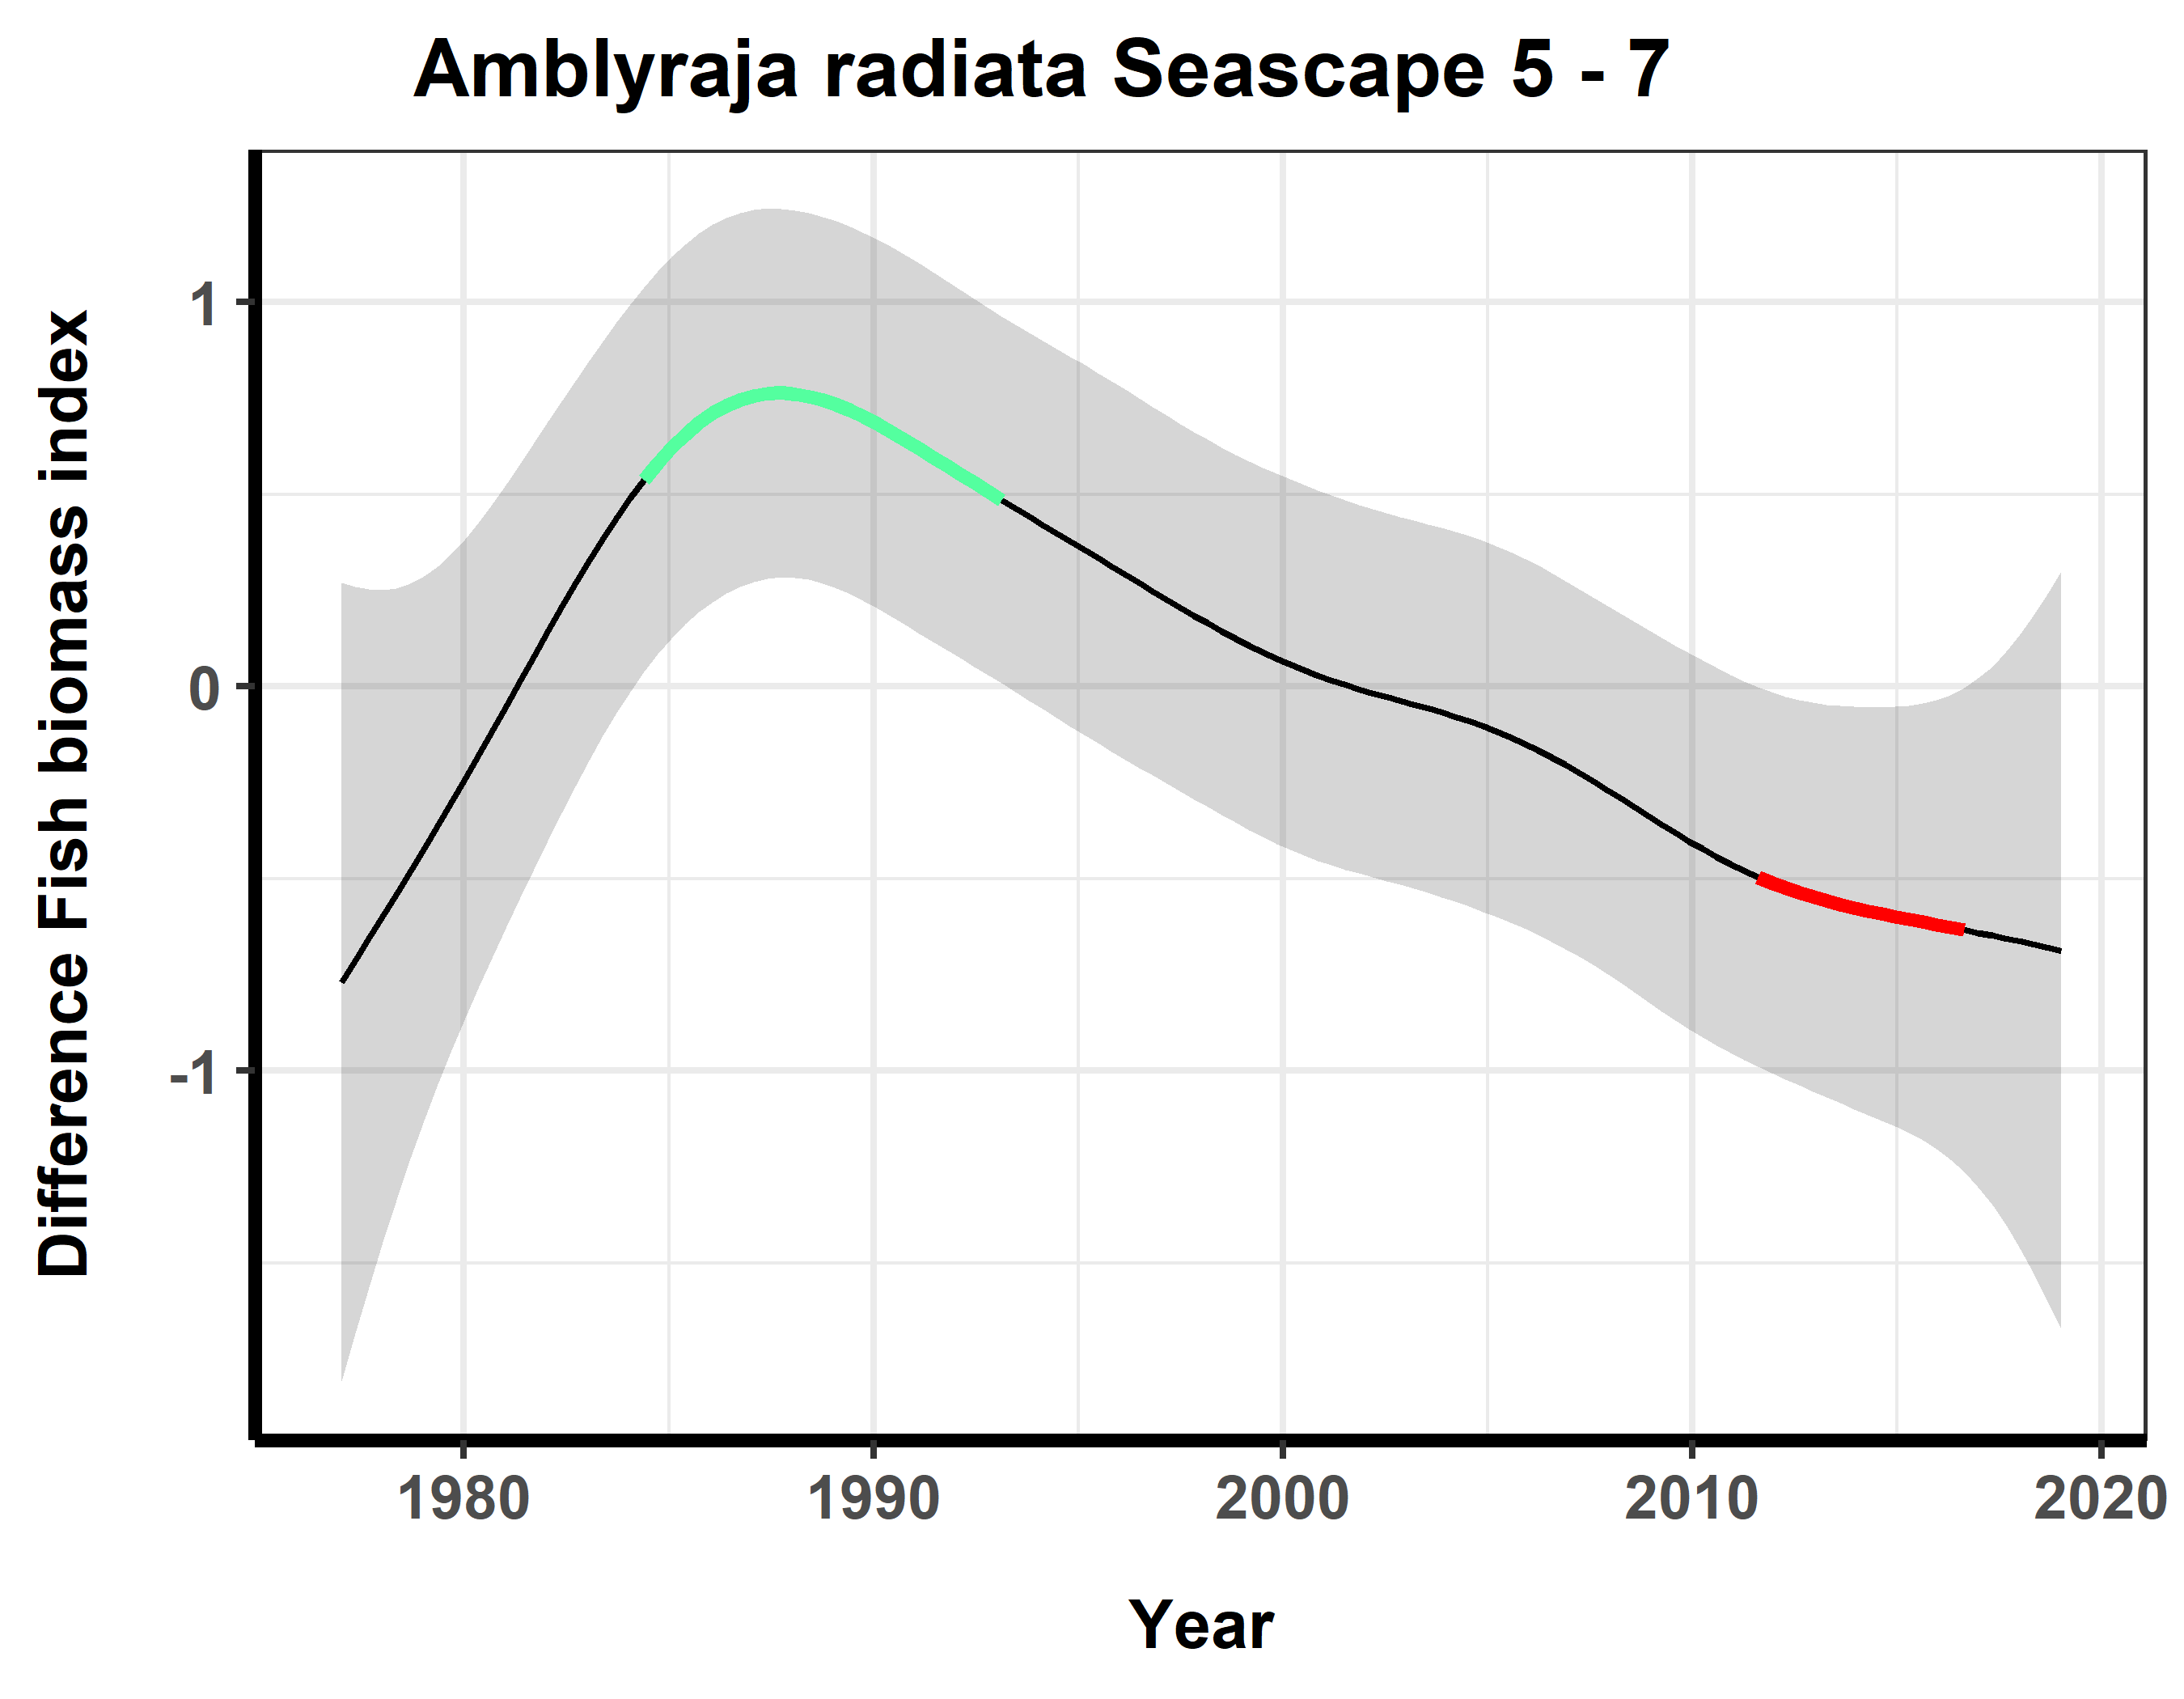 Amblyraja radiata Seascape 5 - 7
Difference Fish biomass index
1
0
-1
1980 1990 2000 2010 2020
Year